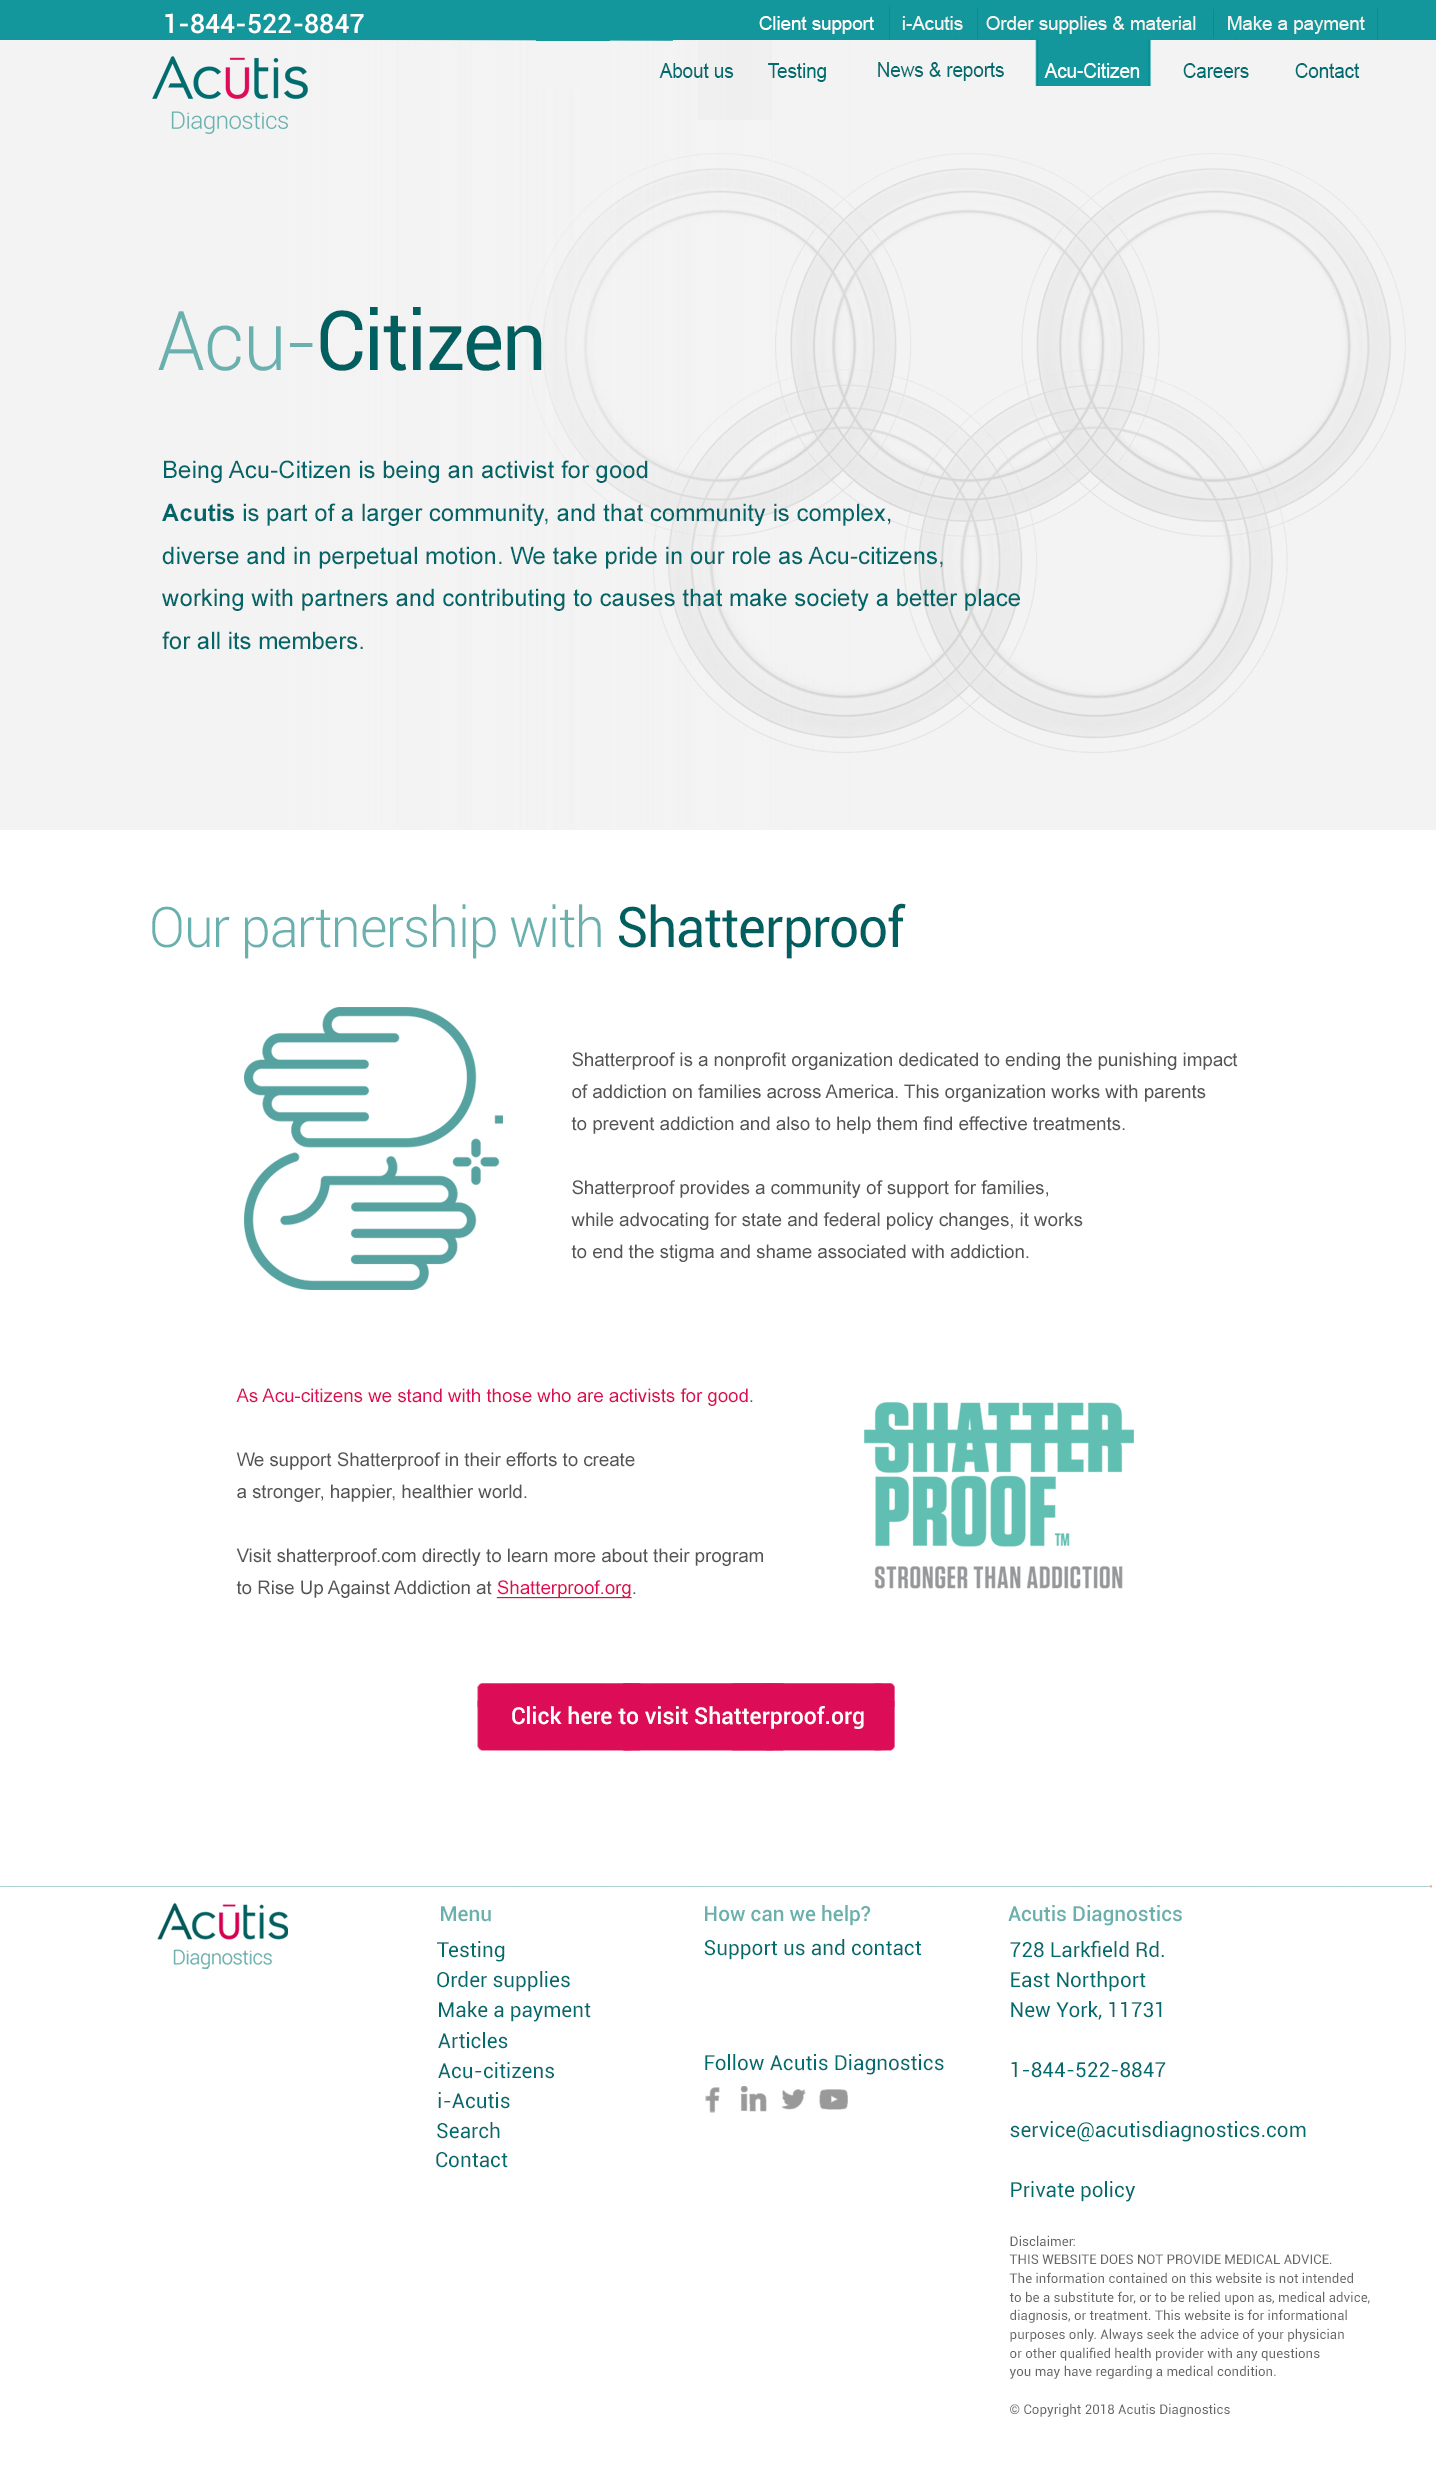 1-844-522-8847
Client support
i-Acutis
Order supplies & material
Make a payment
Acūtis
Diagnostics
About us
Testing
News & reports
Acu-Citizen
Careers
Contact
Acu-Citizen
Being Acu-Citizen is being an activist for good
Acutis is part of a larger community, and that community is complex,
diverse and in perpetual motion. We take pride in our role as Acu-citizens,
working with partners and contributing to causes that make society a better place
for all its members.
Our partnership with Shatterproof
Shatterproof is a nonprofit organization dedicated to ending the punishing impact
of addiction on families across America. This organization works with parents
to prevent addiction and also to help them find effective treatments.
Shatterproof provides a community of support for families,
while advocating for state and federal policy changes, it works
to end the stigma and shame associated with addiction.
As Acu-citizens we stand with those who are activists for good.
We support Shatterproof in their efforts to create
a stronger, happier, healthier world.
Visit shatterproof.com directly to learn more about their program
to Rise Up Against Addiction at Shatterproof.org.
SHATTER
PROOF™
STRONGER THAN ADDICTION
Click here to visit Shatterproof.org
Acūtis
Diagnostics
Menu
Testing
Order supplies
Make a payment
Articles
Acu-citizens
i-Acutis
Search
Contact
How can we help?
Support us and contact
Follow Acutis Diagnostics
Acutis Diagnostics
728 Larkfield Rd.
East Northport
New York, 11731
1-844-522-8847
service@acutisdiagnostics.com
Private policy
Disclaimer:
THIS WEBSITE DOES NOT PROVIDE MEDICAL ADVICE.
The information contained on this website is not intended
to be a substitute for, or to be relied upon as, medical advice,
diagnosis, or treatment. This website is for informational
purposes only. Always seek the advice of your physician
or other qualified health provider with any questions
you may have regarding a medical condition.
© Copyright 2018 Acutis Diagnostics